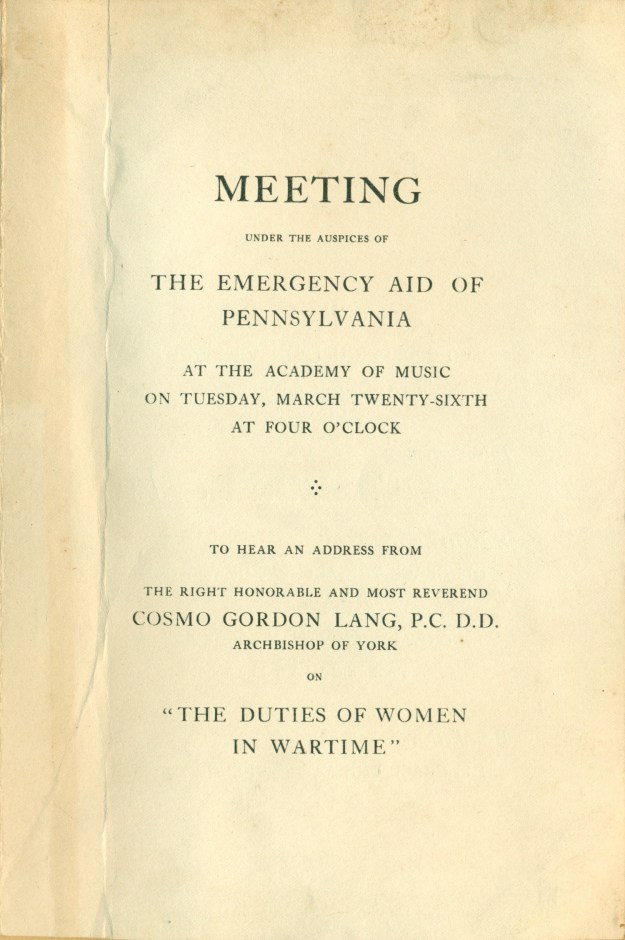 MEETING
UNDER THE AUSPICES OF
THE EMERGENCY AID OF
PENNSYLVANIA
AT THE ACADEMY OF MUSIC
ON TUESDAY, MARCH TWENTY-SIXTH
AT FOUR O'CLOCK
TO HEAR AN ADDRESS FROM
THE RIGHT HONORABLE AND MOST REVEREND
COSMO GORDON LANG, P.C. D.D.
ARCHBISHOP OF YORK
ON
“THE DUTIES OF WOMEN
IN WARTIME”